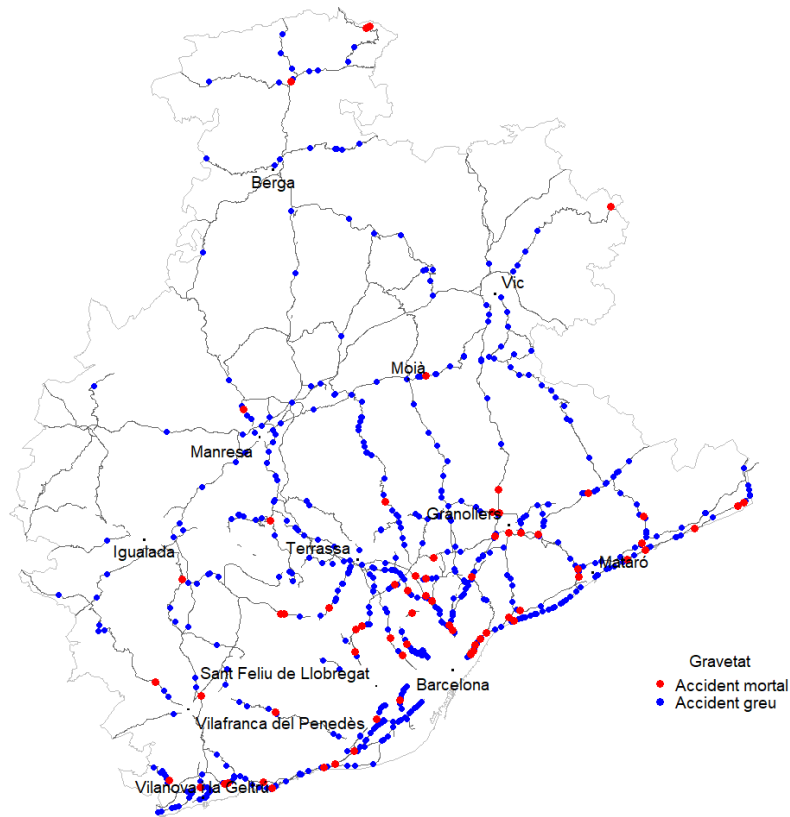 Berga
Vic
Moià
Manresa
Granollers
Igualada
Terrassa
Mataró
Gravetat
Sant Feliu de Llobregat
Barcelona
Accident mortal
Accident greu
Vilafranca del Penedès
Vilanova i la Geltrú